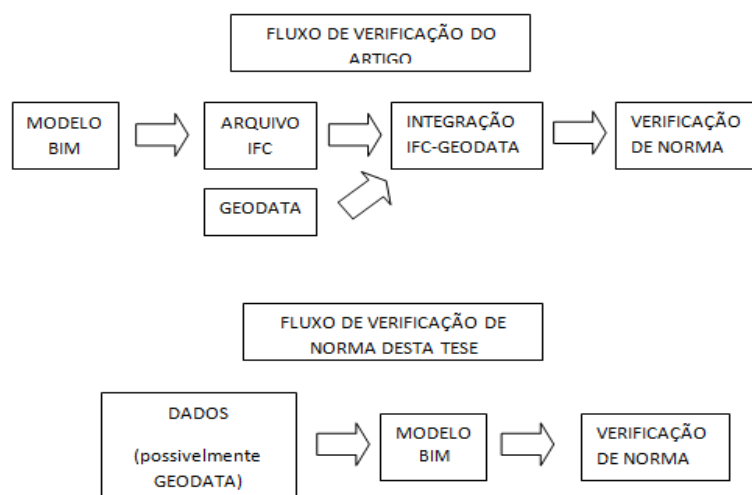 FLUXO DE VERIFICAÇÃO DO
ARTIGO
MODELO
BIM
ARQUIVO
IFC
INTEGRAÇÃO
IFC-GEODATA
VERIFICAÇÃO
DE NORMA
GEODATA
FLUXO DE VERIFICAÇÃO DE
NORMA DESTA TESE
DADOS
(possivelmente
GEODATA)
MODELO
BIM
VERIFICAÇÃO
DE NORMA